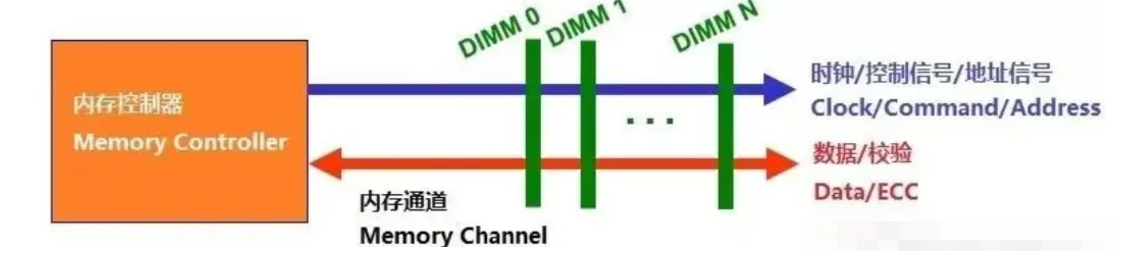 DIMM 0
DIMM 1
DIMM N
内存控制器
Memory Controller
时钟/控制信号/地址信号
Clock/Command/Address
...
数据/校验
Data/ECC
内存通道
Memory Channel